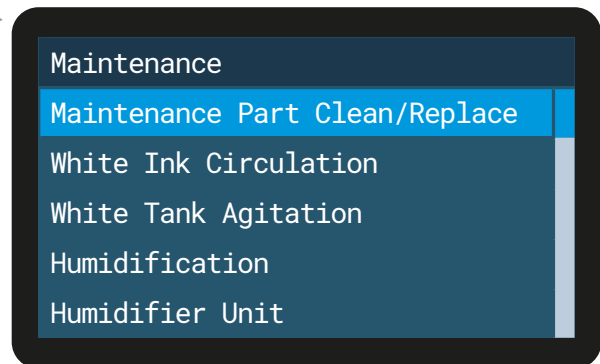 Maintenance
Maintenance Part Clean/Replace
White Ink Circulation
White Tank Agitation
Humidification
Humidifier Unit